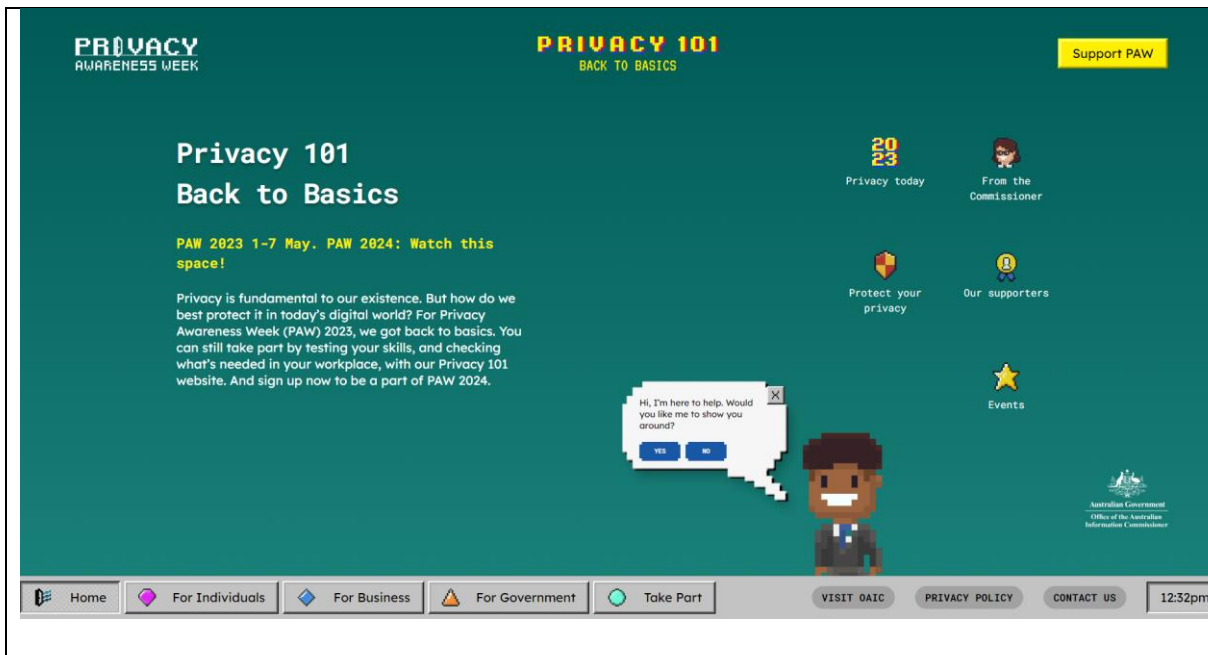 PRIVACY
AWARENESS WEEK
PRIVACY 101
BACK TO BASICS
Support PAW
Privacy 101
Back to Basics
PAW 2023 1-7 May. PAW 2024: Watch this
space!
Privacy is fundamental to our existence. But how do we
best protect it in today's digital world? For Privacy
Awareness Week (PAW) 2023, we got back to basics. You
can still take part by testing your skills, and checking
what's needed in your workplace, with our Privacy 101
website. And sign up now to be a part of PAW 2024.
20
23
Privacy today
From the
Commissioner
Protect your
privacy
Our supporters
Events
Hi, I'm here to help. Would
you like me to show you
around?
YES
NO
Australian Government
Office of the Australian
Information Commissioner
Home
For Individuals
For Business
For Government
Take Part
VISIT OAIC
PRIVACY POLICY
CONTACT US
12:32pm